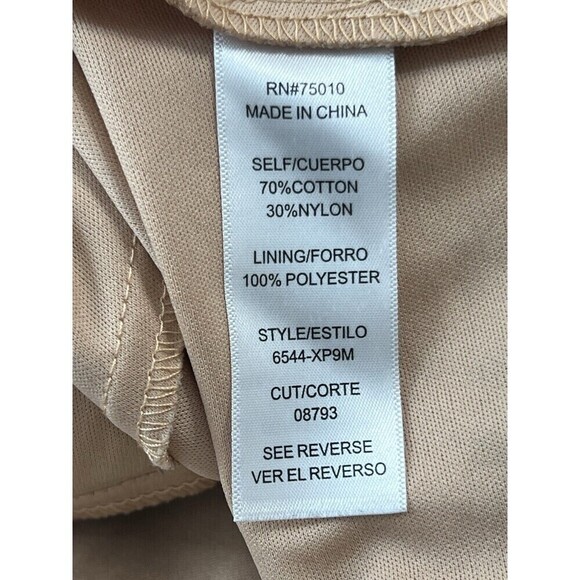 RN#75010
MADE IN CHINA
SELF/CUERPO
70%COTTON
30%NYLON
LINING/FORRO
100% POLYESTER
STYLE/ESTILO
6544-XP9M
CUT/CORTE
08793
SEE REVERSE
VER EL REVERSO